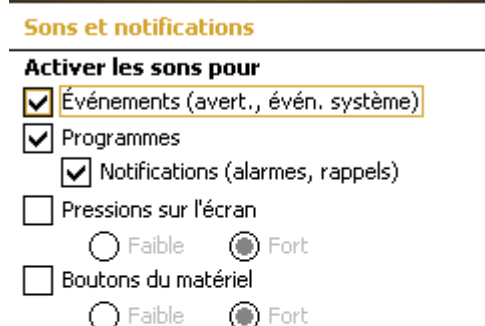 Sons et notifications
Activer les sons pour
Événements (avert., évén. système)
Programmes
Notifications (alarmes, rappels)
Pressions sur l'écran
Faible Fort
Boutons du matériel
Faible Fort